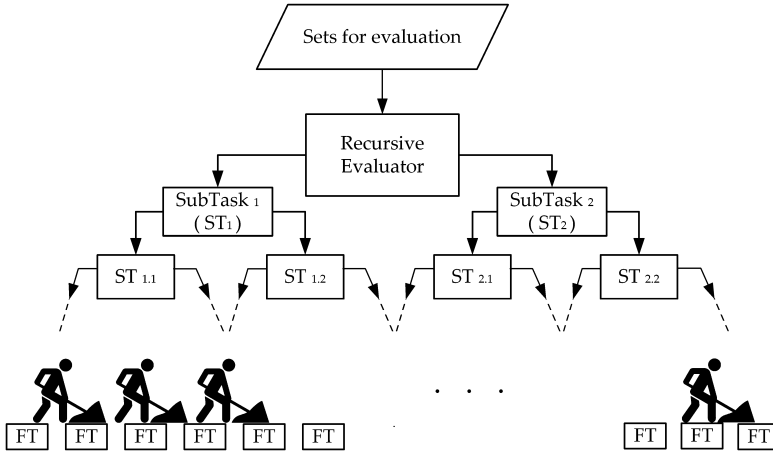 Sets for evaluation
Recursive
Evaluator
SubTask 1
( ST1)
SubTask 2
( ST2)
ST 1.1
ST 1.2
ST 2.1
ST 2.2
. . .
FT FT FT FT FT FT FT FT FT